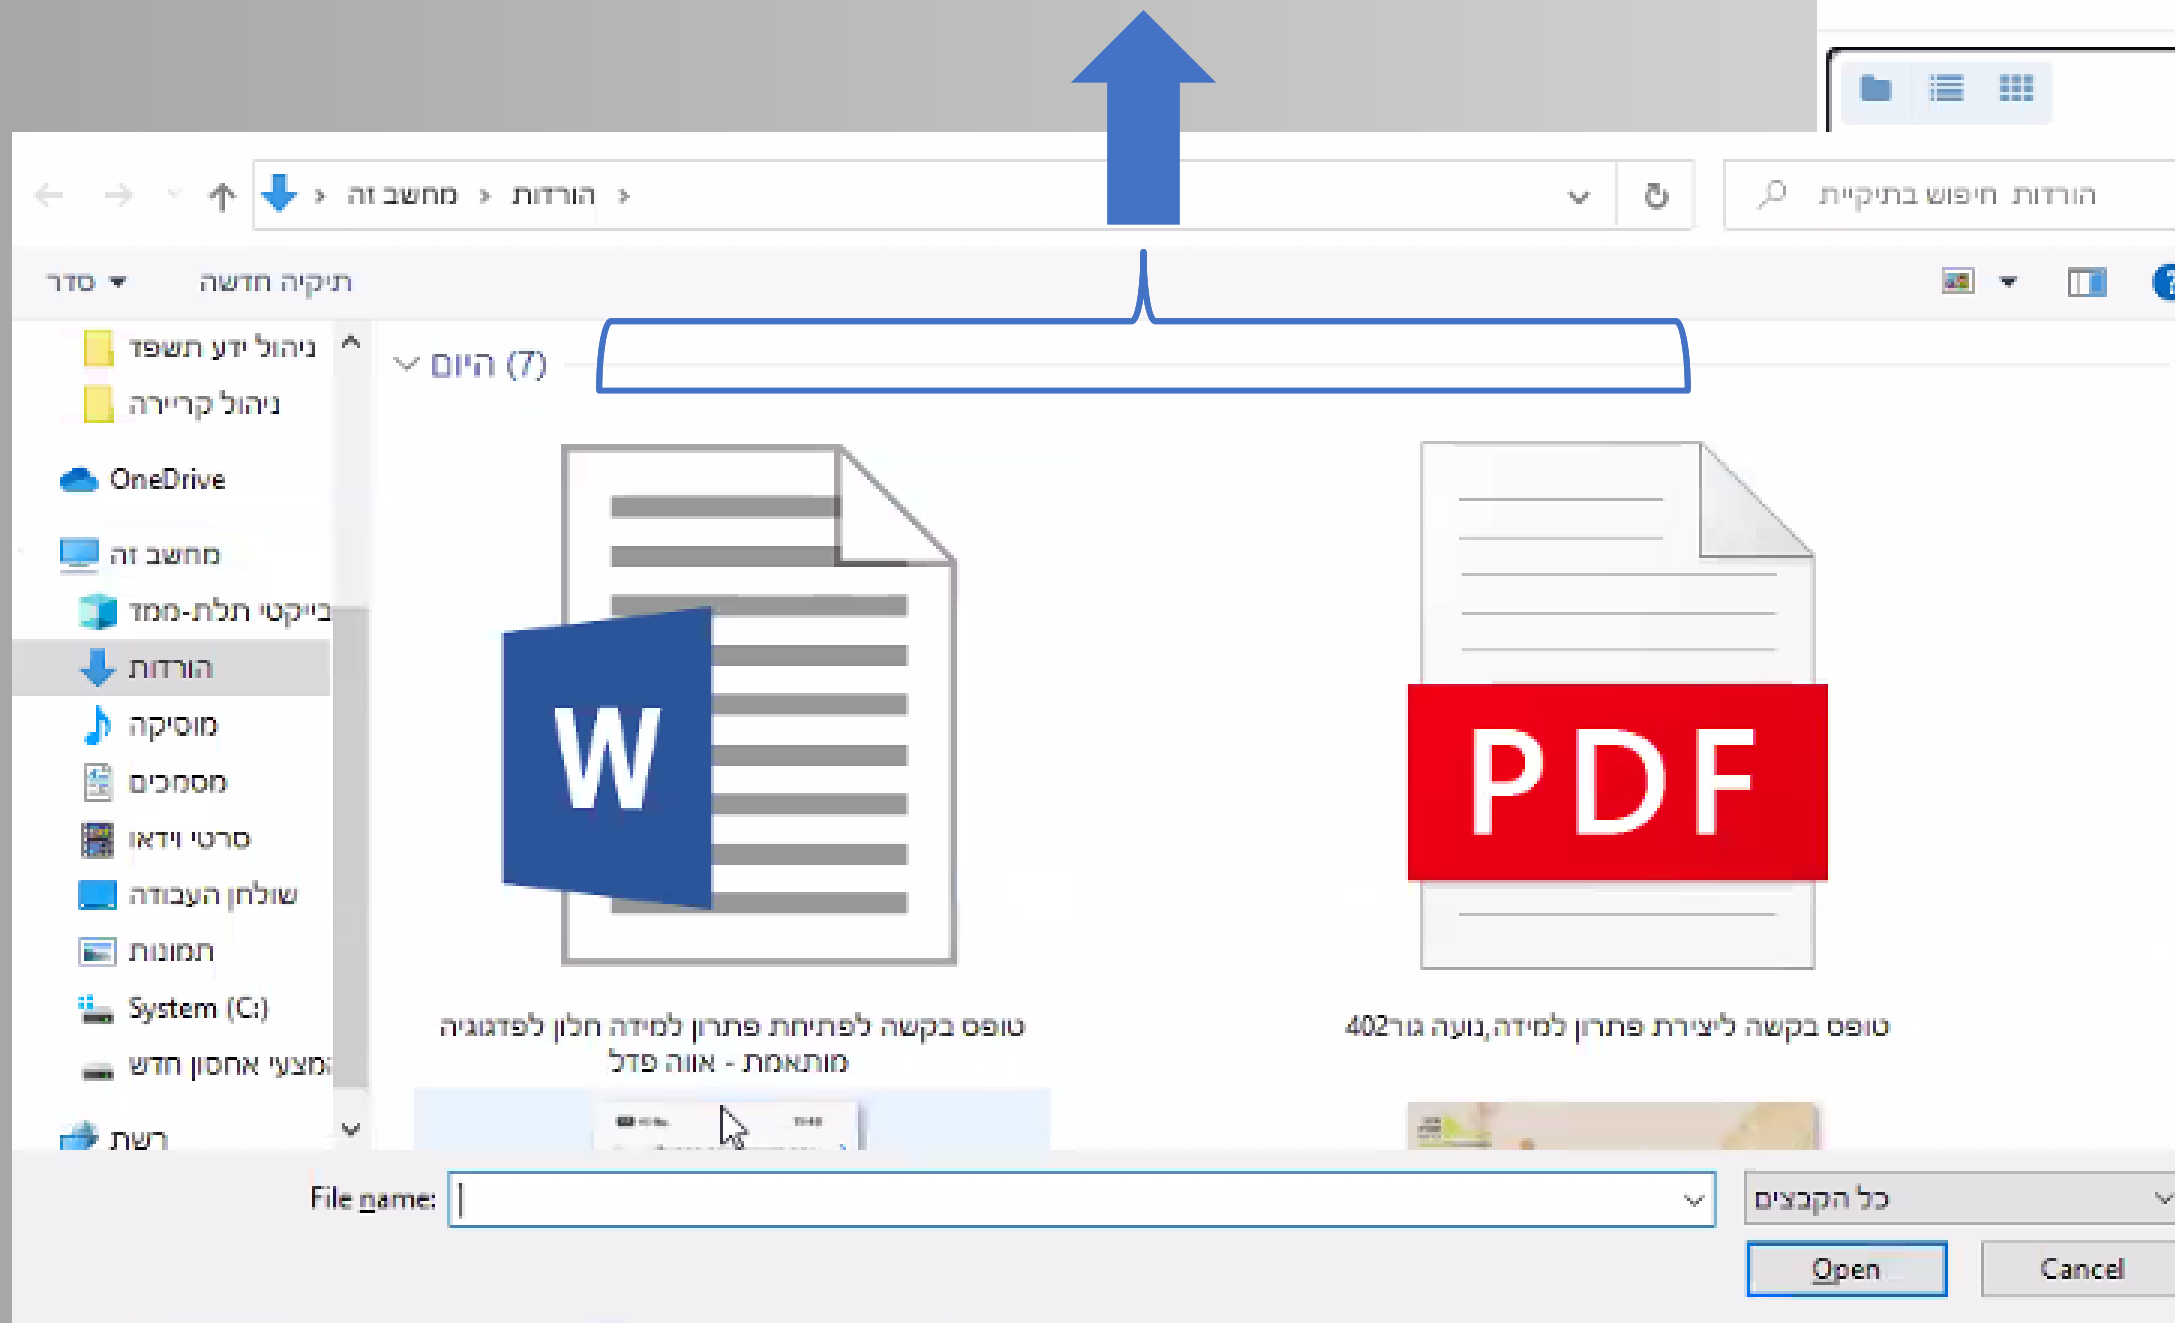 מחשב זה › הורדות ›
הורדות חיפוש בתיקיית
סדר
תיקיה חדשה
ניהול ידע תשפד
ניהול קריירה
OneDrive
מחשב זה
בייקטי תלת-ממד
הורדות
מוסיקה
מסמכים
סרטי וידאו
שולחן העבודה
תמונות
System (C:)
מצעי אחסון חדש
רשת
היום (7)
W
טופס בקשה לפתיחת פתרון למידה חלון לפדגוגיה
מותאמת - אווה פדל
PDF
טופס בקשה ליצירת פתרון למידה,נועה גור402
File name:
כל הקבצים
Open
Cancel